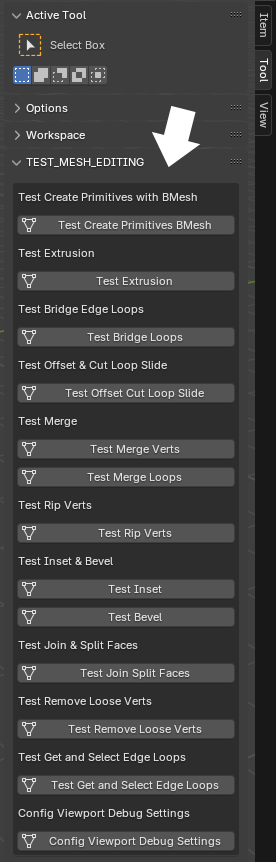 Active Tool
Item
Select Box
Tool
Options
View
Workspace
TEST_MESH_EDITING
Test Create Primitives with BMesh
Test Create Primitives BMesh
Test Extrusion
Test Extrusion
Test Bridge Edge Loops
Test Bridge Loops
Test Offset & Cut Loop Slide
Test Offset Cut Loop Slide
Test Merge
Test Merge Verts
Test Merge Loops
Test Rip Verts
Test Rip Verts
Test Inset & Bevel
Test Inset
Test Bevel
Test Join & Split Faces
Test Join Split Faces
Test Remove Loose Verts
Test Remove Loose Verts
Test Get and Select Edge Loops
Test Get and Select Edge Loops
Config Viewport Debug Settings
Config Viewport Debug Settings